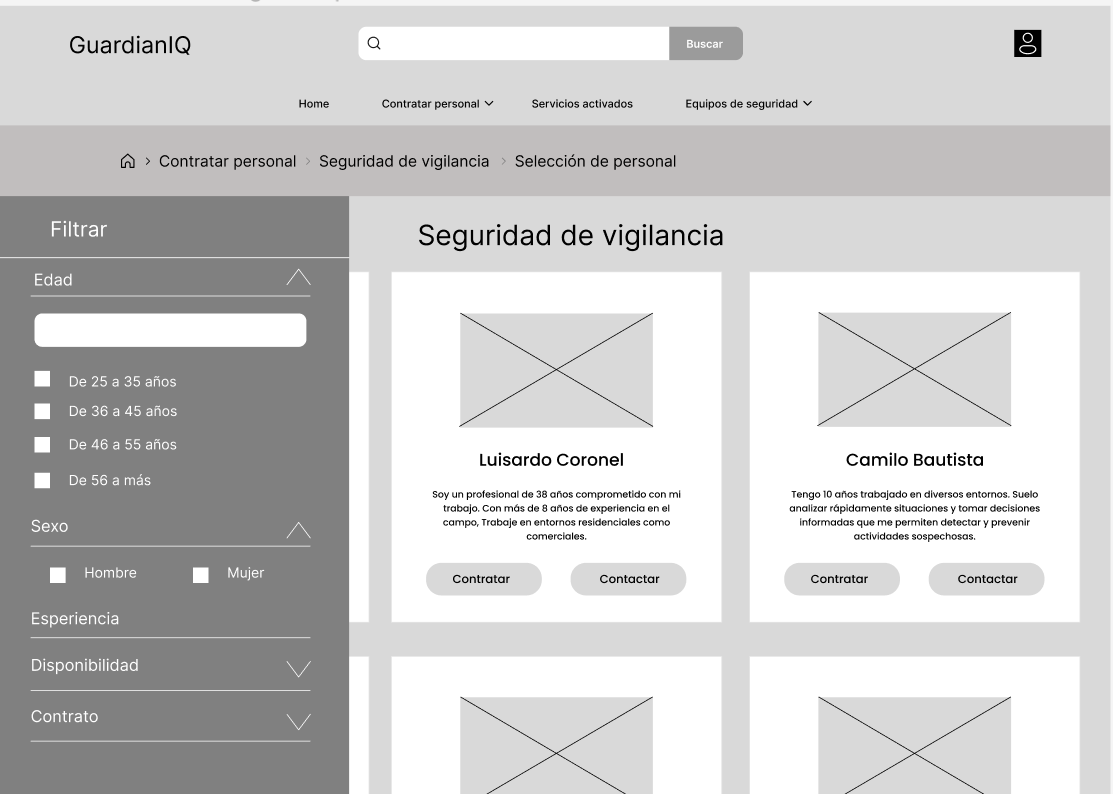 GuardianIQ
Buscar
Home
Contratar personal
Servicios activados
Equipos de seguridad
Contratar personal
Seguridad de vigilancia
Selección de personal
Filtrar
Edad
De 25 a 35 años
De 36 a 45 años
De 46 a 55 años
De 56 a más
Sexo
Hombre
Mujer
Esperiencia
Disponibilidad
Contrato
Seguridad de vigilancia
Luisardo Coronel
Soy un profesional de 38 años comprometido con mi
trabajo. Con más de 8 años de experiencia en el
campo, Trabaje en entornos residenciales como
comerciales.
Contratar
Contactar
Camilo Bautista
Tengo 10 años trabajado en diversos entornos. Suelo
analizar rápidamente situaciones y tomar decisiones
informadas que me permiten detectar y prevenir
actividades sospechosas.
Contratar
Contactar